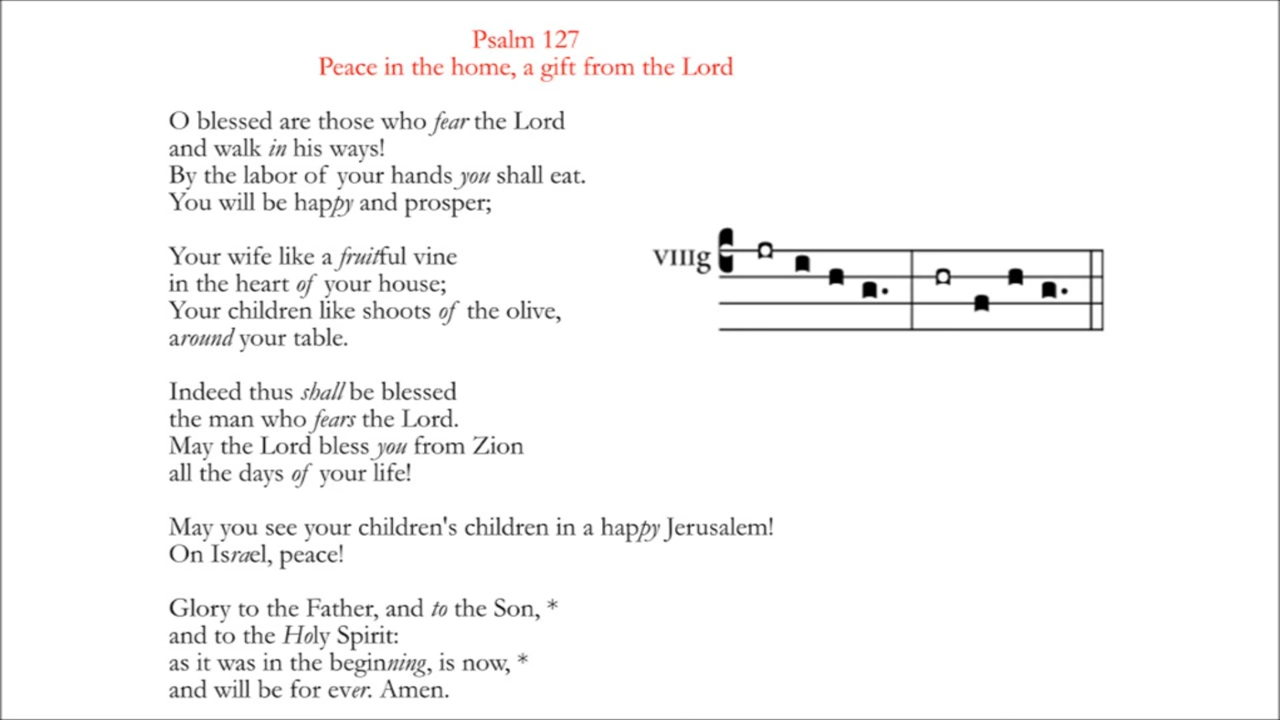 Psalm 127
Peace in the home, a gift from the Lord
O blessed are those who fear the Lord
and walk in his ways!
By the labor of your hands you shall eat.
You will be happy and prosper;
Your wife like a fruitful vine
in the heart of your house;
Your children like shoots of the olive,
around your table.
VIIIg
Indeed thus shall be blessed
the man who fears the Lord.
May the Lord bless you from Zion
all the days of your life!
May you see your children's children in a happy Jerusalem!
On Israel, peace!
Glory to the Father, and to the Son, *
and to the Holy Spirit:
as it was in the beginning, is now, *
and will be for ever. Amen.